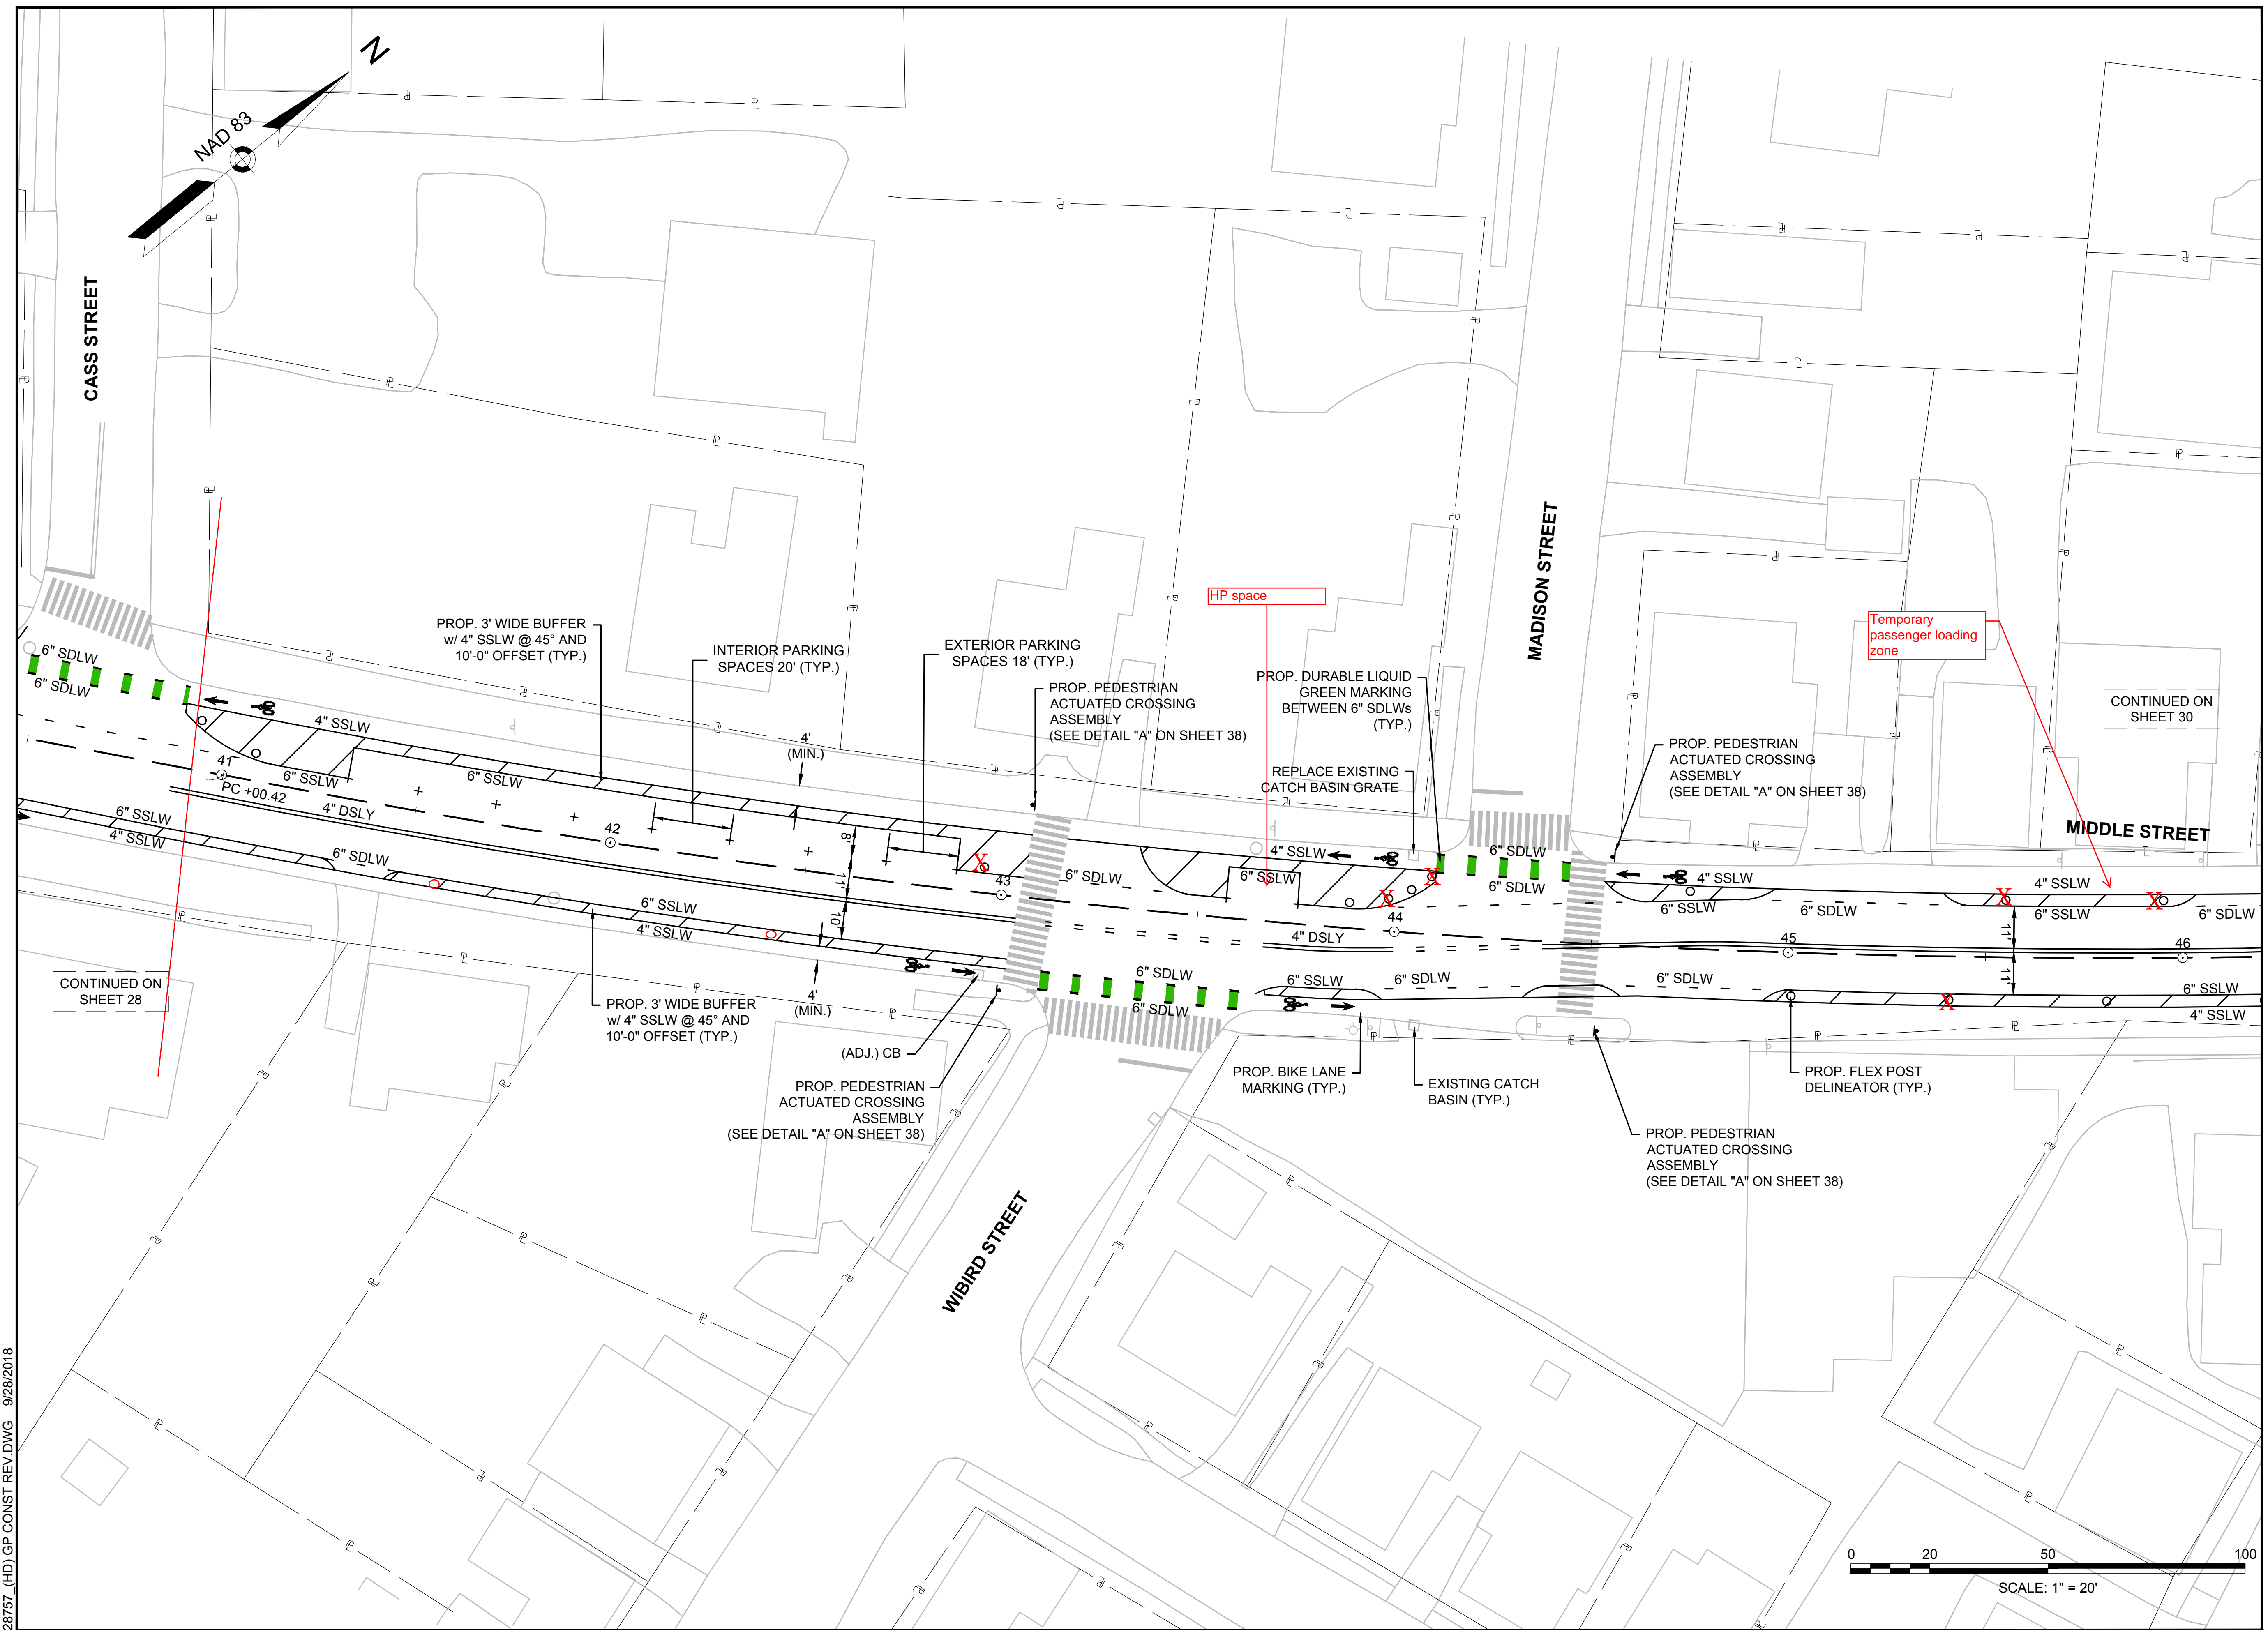 N
NAD 83
CASS STREET
MADISON STREET
MIDDLE STREET
WIBIRD STREET
PROP. 3' WIDE BUFFER
w/ 4" SSLW @ 45° AND
10'-0" OFFSET (TYP.)
INTERIOR PARKING
SPACES 20' (TYP.)
EXTERIOR PARKING
SPACES 18' (TYP.)
PROP. PEDESTRIAN
ACTUATED CROSSING
ASSEMBLY
(SEE DETAIL "A" ON SHEET 38)
HP space
PROP. DURABLE LIQUID
GREEN MARKING
BETWEEN 6" SDLWs
(TYP.)
REPLACE EXISTING
CATCH BASIN GRATE
Temporary
passenger loading
zone
CONTINUED ON
SHEET 30
PROP. PEDESTRIAN
ACTUATED CROSSING
ASSEMBLY
(SEE DETAIL "A" ON SHEET 38)
6" SDLW
6" SDLW
4" SSLW
6" SSLW
6" SSLW
4'
(MIN.)
41
PC +00.42
4" DSLY
42
8'
11'
10'
43
6" SDLW
4" SSLW
6" SSLW
6" SDLW
6" SDLW
44
4" DSLY
4" SSLW
6" SSLW
6" SDLW
4" SSLW
6" SSLW
6" SDLW
45
46
11'
11'
6" SSLW
4" SSLW
6" SDLW
6" SSLW
4" SSLW
6" SDLW
6" SDLW
6" SSLW
6" SDLW
6" SDLW
6" SSLW
4" SSLW
X
X
X
X
X
X
CONTINUED ON
SHEET 28
PROP. 3' WIDE BUFFER
w/ 4" SSLW @ 45° AND
10'-0" OFFSET (TYP.)
4'
(MIN.)
(ADJ.) CB
PROP. PEDESTRIAN
ACTUATED CROSSING
ASSEMBLY
(SEE DETAIL "A" ON SHEET 38)
PROP. BIKE LANE
MARKING (TYP.)
EXISTING CATCH
BASIN (TYP.)
PROP. FLEX POST
DELINEATOR (TYP.)
PROP. PEDESTRIAN
ACTUATED CROSSING
ASSEMBLY
(SEE DETAIL "A" ON SHEET 38)
0 20 50 100
SCALE: 1" = 20'
28757_(HD) GP CONST REV.DWG 9/28/2018